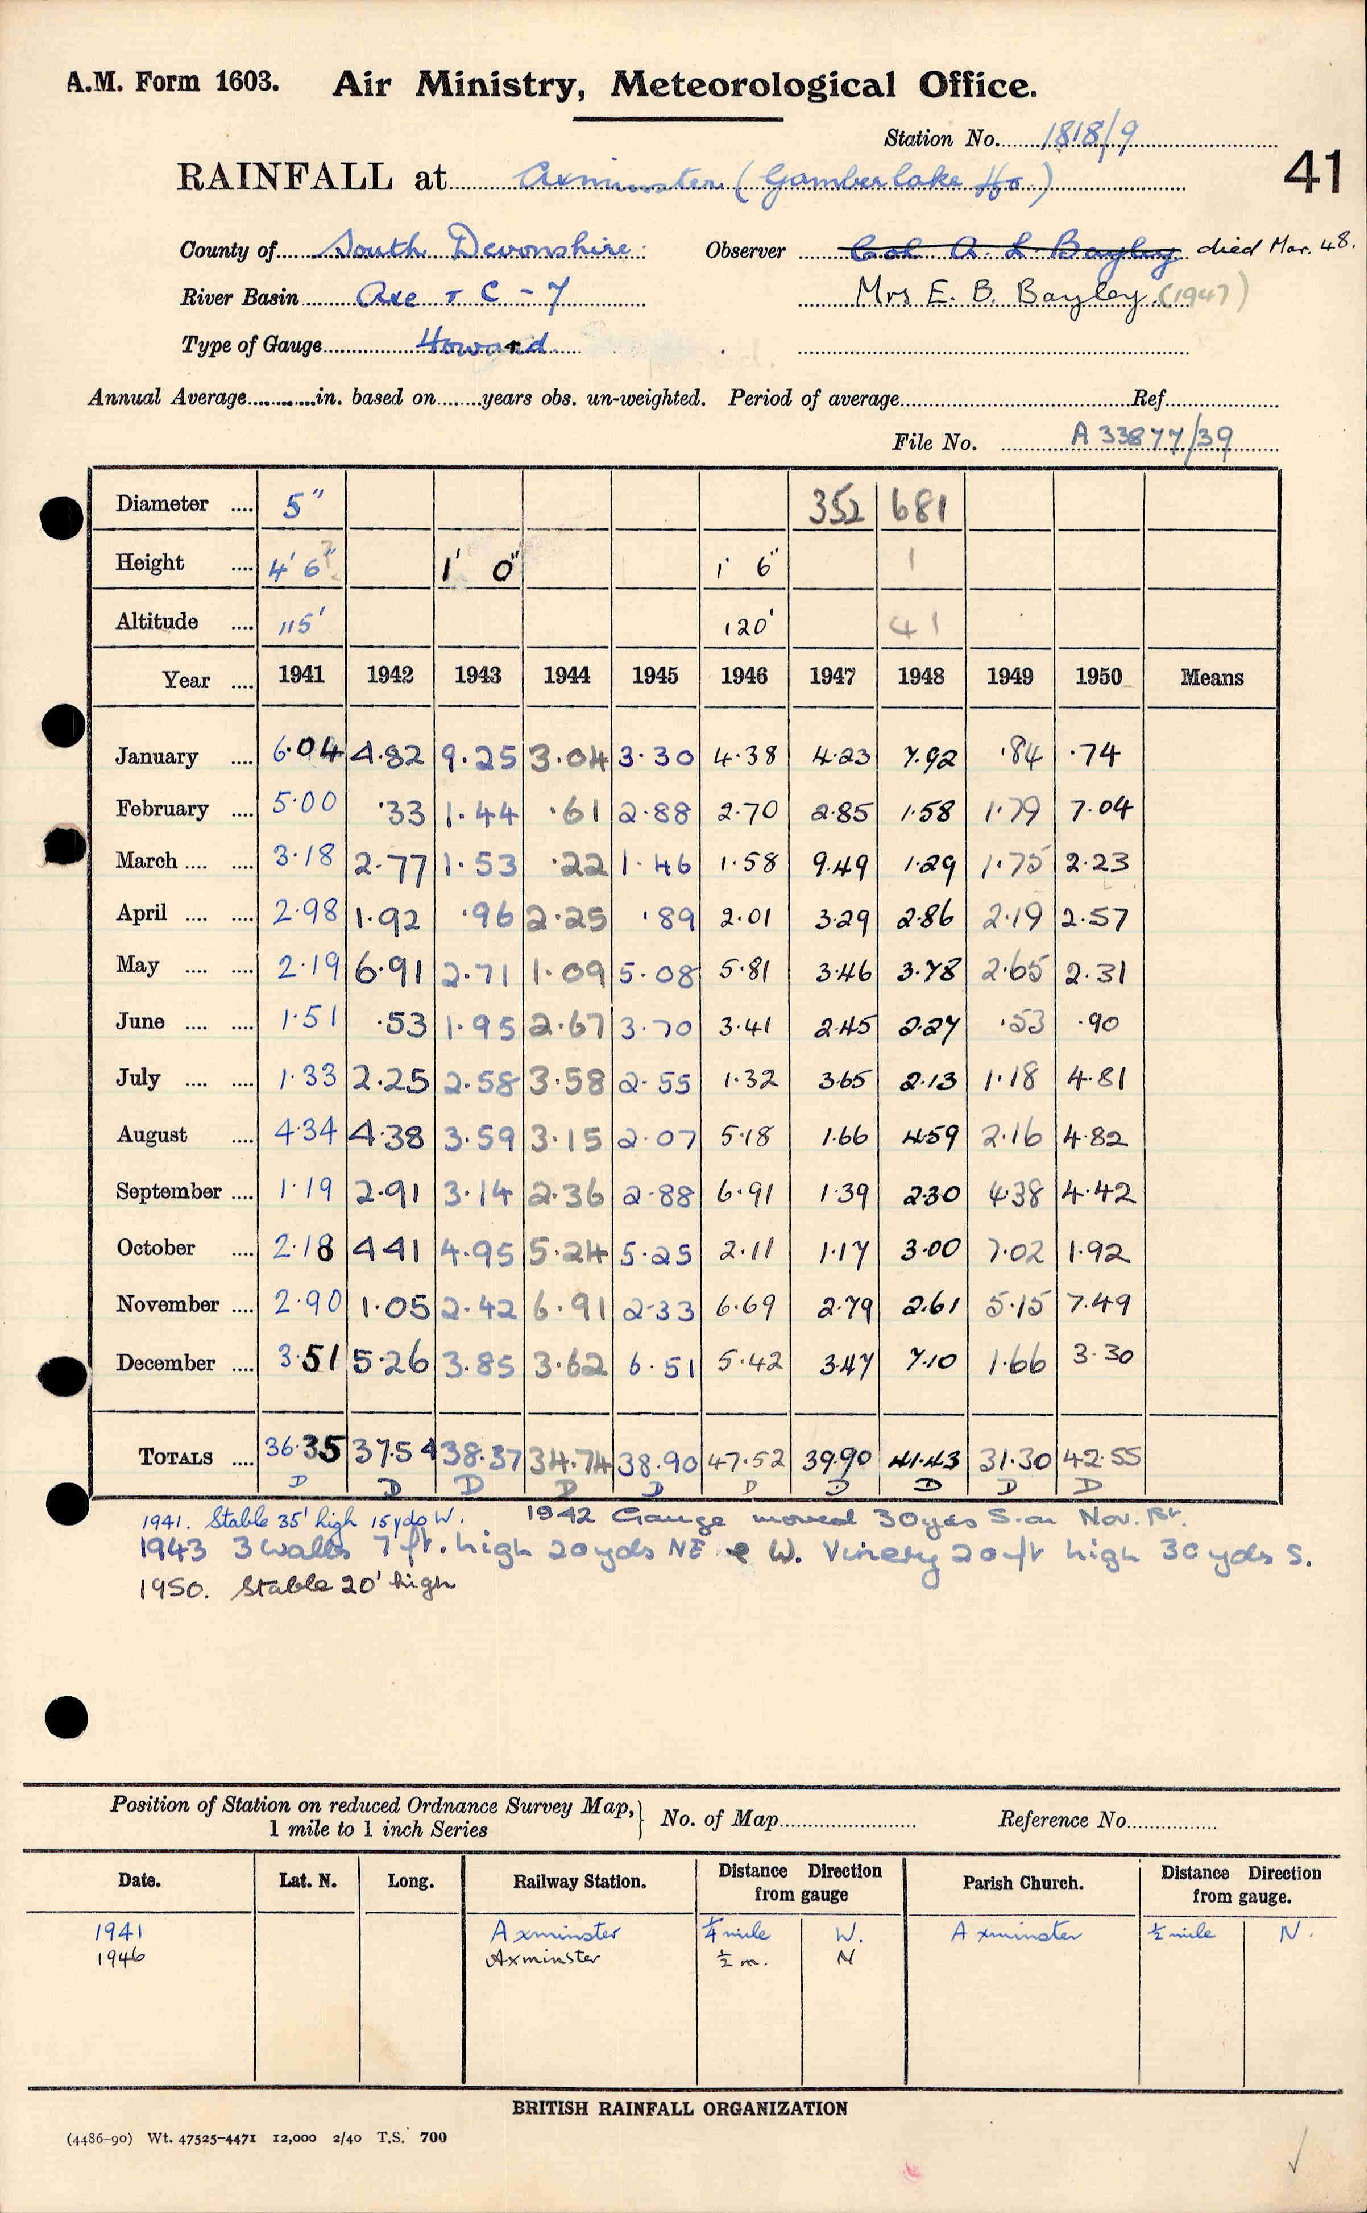 A.M. Form 1603. Air Ministry, Meteorological Office.
Station No. 1818/9
41
RAINFALL at Axminster (Gamberlake Ho.)
County of South Devonshire. Observer Col A. L. Bayley died Mar. 48.
River Basin Axe + C - 7 Mrs E. B. Bayley (1947)
Type of Gauge Howard
Annual Average in. based on years obs. un-weighted. Period of average Ref
File No. A 33877/39
Diameter 5" 352 681
Height 4' 6"? 1' 0" 1' 6" 1
Altitude 115' 120' 41
Year 1941 1942 1943 1944 1945 1946 1947 1948 1949 1950 Means
January 6.04 4.82 9.25 3.04 3.30 4.38 4.23 7.92 .84 .74
February 5.00 .33 1.44 .61 2.88 2.70 2.85 1.58 1.79 7.04
March 3.18 2.77 1.53 .22 1.46 1.58 9.49 1.29 1.75 2.23
April 2.98 1.92 .96 2.25 .89 2.01 3.29 2.86 2.19 2.57
May 2.19 6.91 2.71 1.09 5.08 5.81 3.46 3.78 2.65 2.31
June 1.51 .53 1.95 2.67 3.70 3.41 2.45 2.27 .53 .90
July 1.33 2.25 2.58 3.58 2.55 1.32 3.65 2.13 1.18 4.81
August 4.34 4.38 3.59 3.15 2.07 5.18 1.66 4.59 2.16 4.82
September 1.19 2.91 3.14 2.36 2.88 6.91 1.39 2.30 4.38 4.42
October 2.18 4.41 4.95 5.24 5.25 2.11 1.17 3.00 7.02 1.92
November 2.90 1.05 2.42 6.91 2.33 6.69 2.79 2.61 5.15 7.49
December 3.51 5.26 3.85 3.62 6.51 5.42 3.47 7.10 1.66 3.30
TOTALS 36.35 37.54 38.37 34.74 38.90 47.52 39.90 41.43 31.30 42.55
D D D D D D D D D D
1941. Stable 35' high 15 yds W. 1942 Gauge moved 30 yds S. on Nov. 1st.
1943 3 walls 7 ft. high 20 yds NE & W. Vinery 20 ft high 30 yds S.
1950. Stable 20' high
Position of Station on reduced Ordnance Survey Map, 1 mile to 1 inch Series } No. of Map Reference No.
Date. Lat. N. Long. Railway Station. Distance Direction from gauge Parish Church. Distance Direction from gauge.
1941 Axminster ¼ mile W. Axminster ½ mile N.
1946 Axminster ½ m. N
BRITISH RAINFALL ORGANIZATION
(4486-90) Wt. 47525-4471 12,000 2/40 T.S. 700